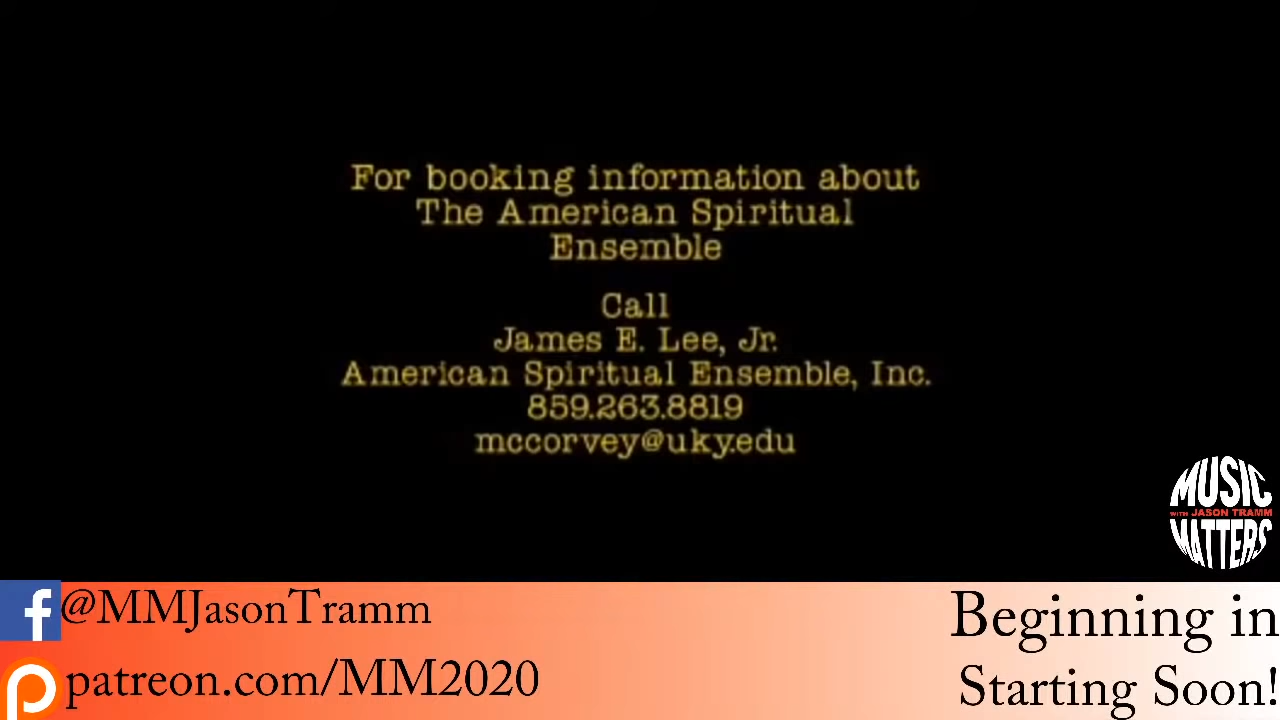 For booking information about
The American Spiritual
Ensemble
Call
James E. Lee, Jr.
American Spiritual Ensemble, Inc.
859.263.8819
mccorvey@uky.edu
MUSIC
WITH JASON TRAMM
MATTERS
@MMJasonTramm
patreon.com/MM2020
Beginning in
Starting Soon!